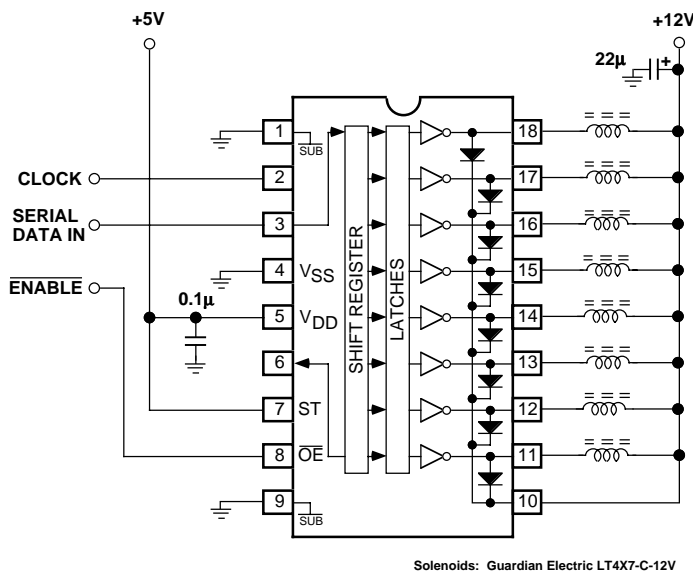 +5V
+12V
22µ
+
1
SUB
18
CLOCK
2
17
SERIAL
DATA IN
3
16
ENABLE
4
VSS
15
0.1µ
5
VDD
14
SHIFT REGISTER
LATCHES
6
13
7
ST
12
8
OE
11
9
SUB
10
Solenoids: Guardian Electric LT4X7-C-12V